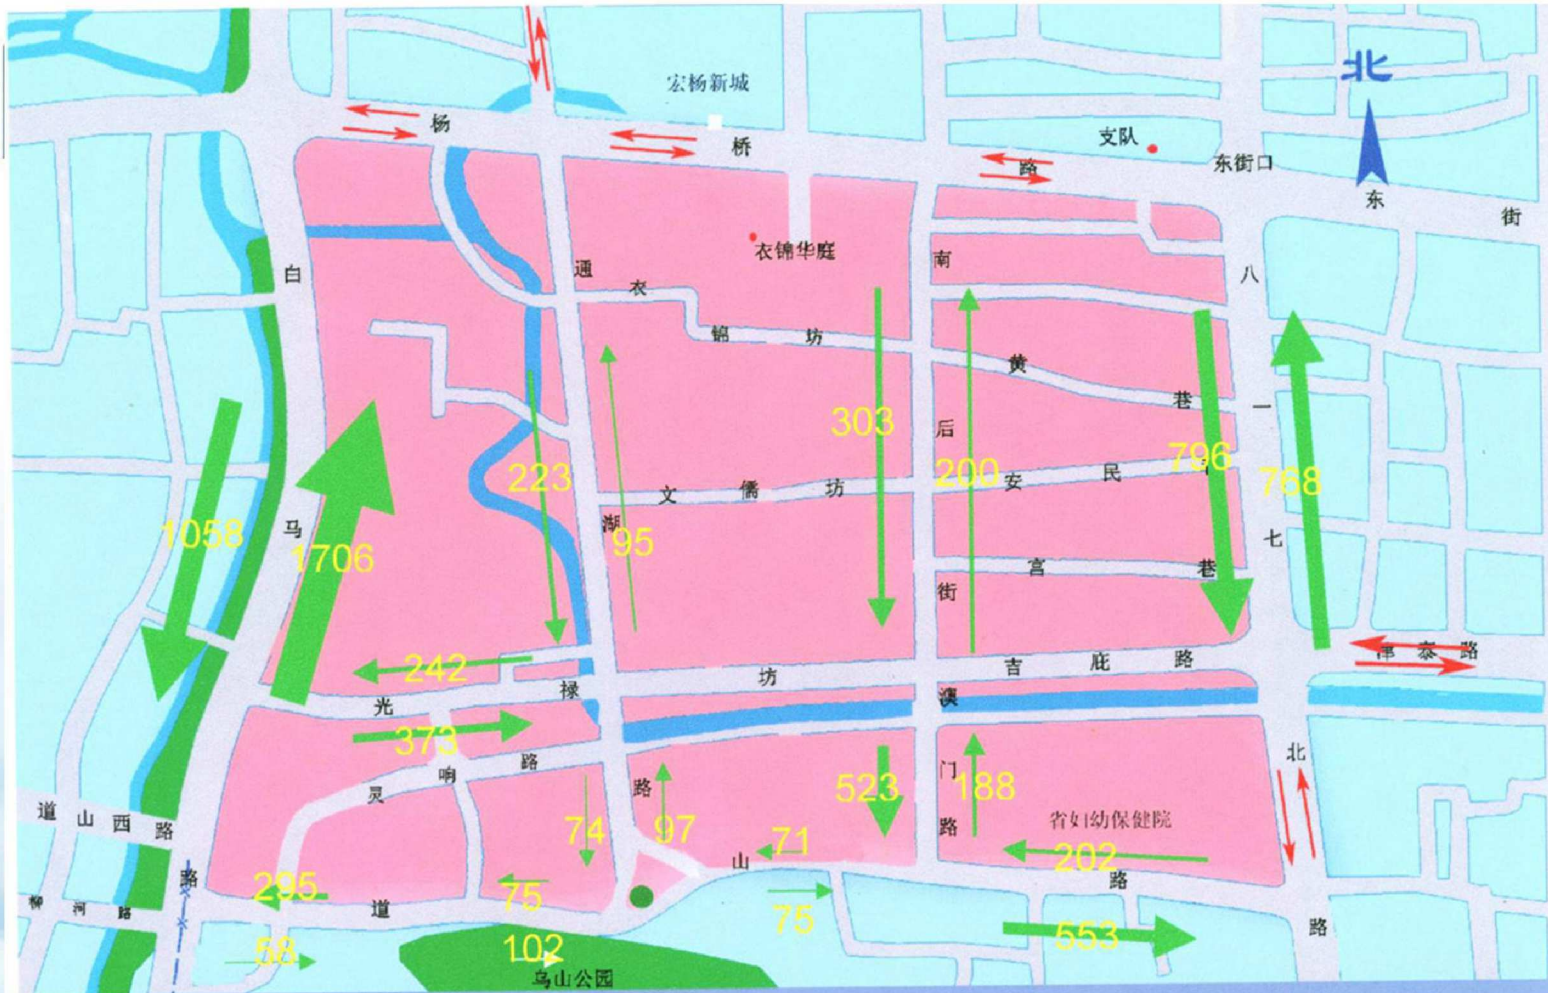 北
宏杨新城
支队
杨桥路
东街口
东街
衣锦华庭
白马路
通湖路
衣锦坊
南后街
黄巷
八一七北路
303
796
223
200
768
文儒坊
安民巷
1058
1706
95
宫巷
242
光禄坊
吉庇路
津泰路
373
澳门路
灵响路
523
188
74
97
71
省妇幼保健院
202
道山西路
柳河路
295
75
75
道山路
58
102
553
乌山公园